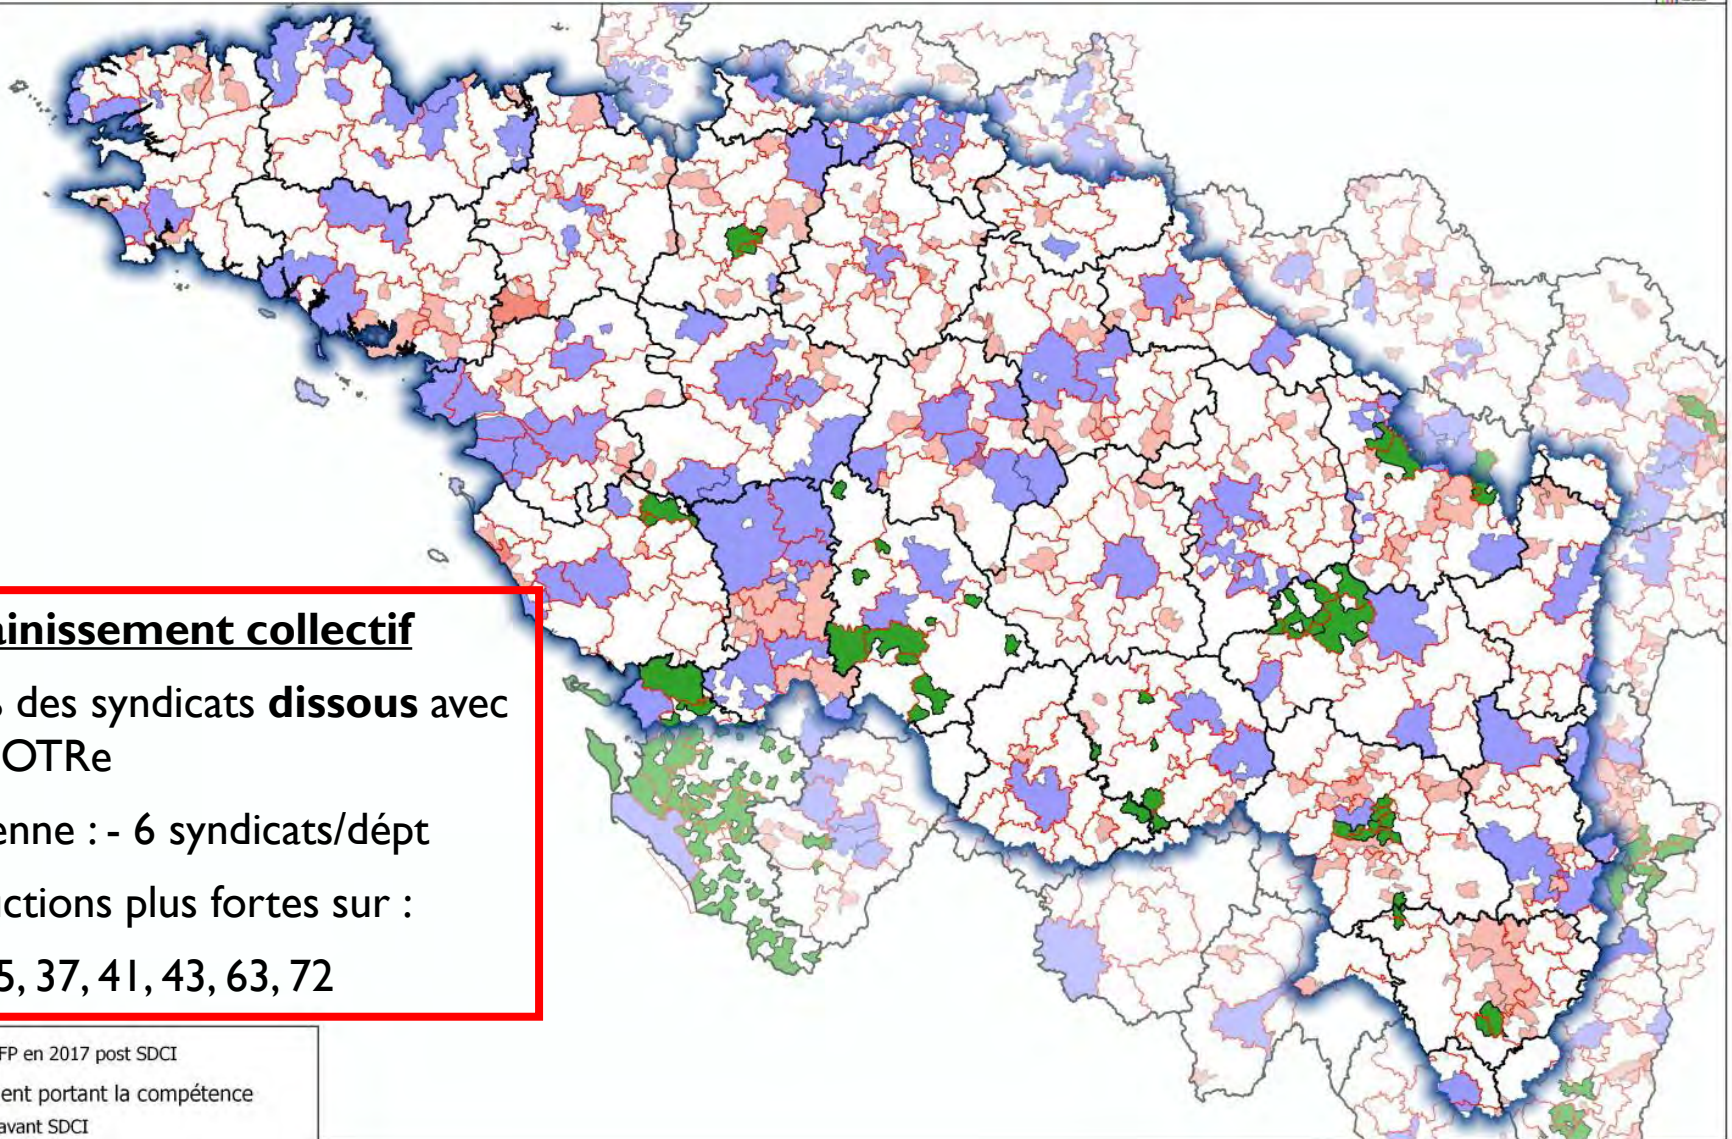 ainissement collectif
des syndicats dissous avec
OTRe
enne : - 6 syndicats/dépt
ctions plus fortes sur :
5, 37, 41, 43, 63, 72
FP en 2017 post SDCI
ent portant la compétence
avant SDCI